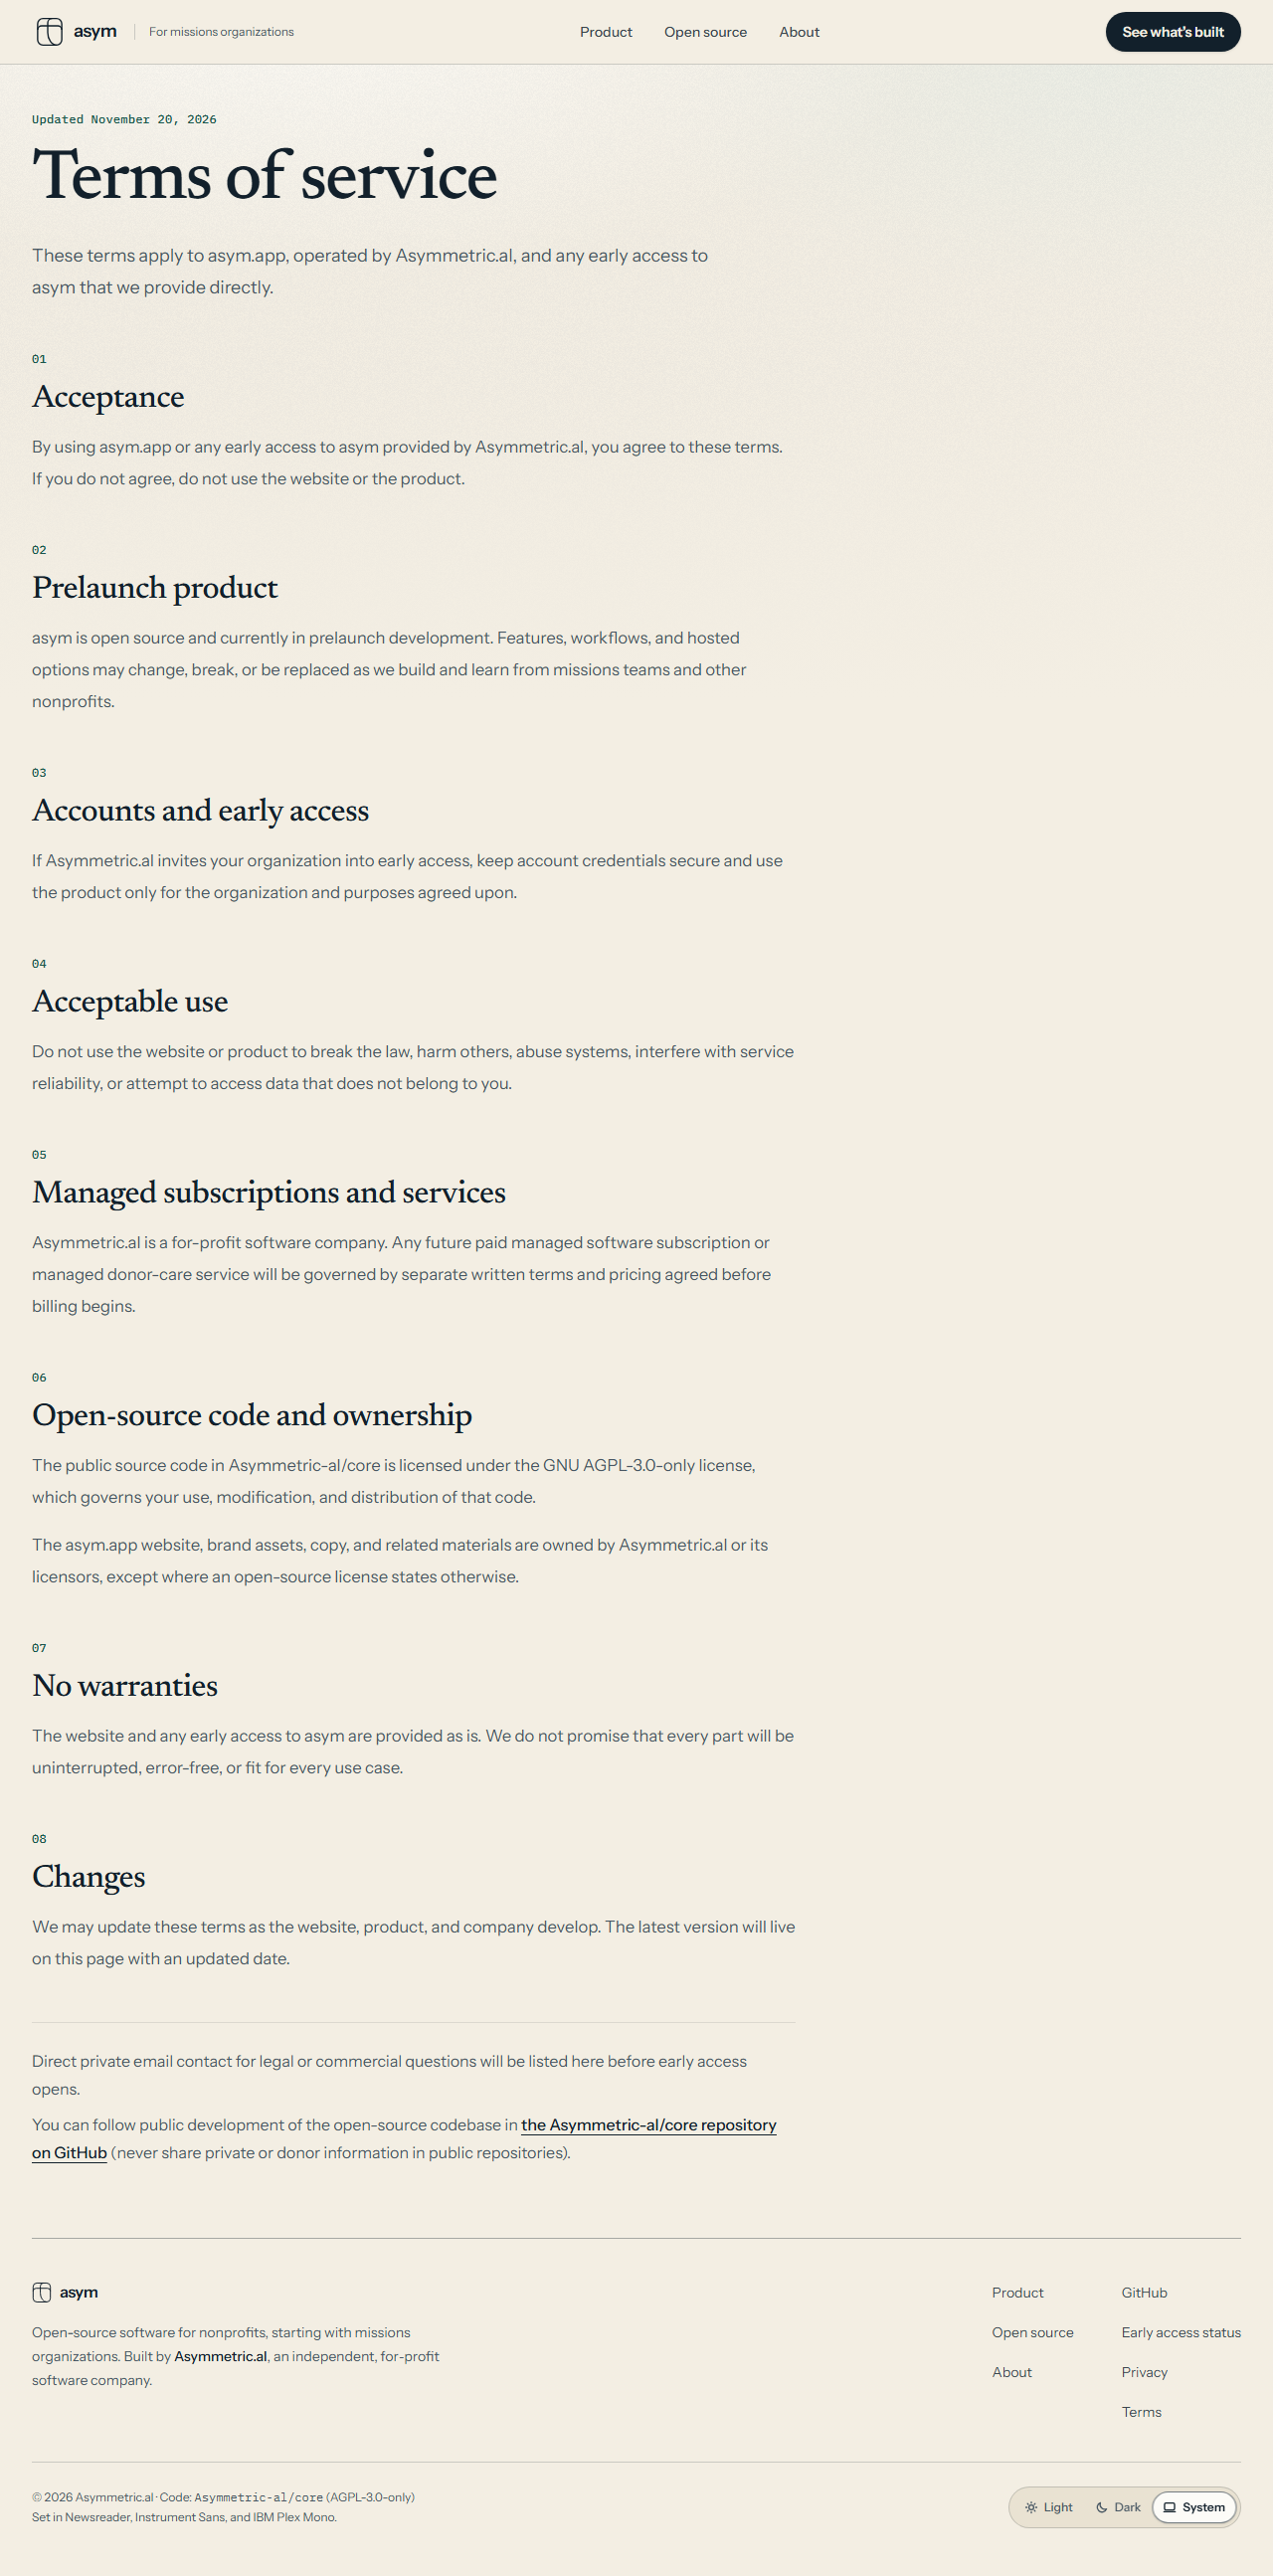 asym
For missions organizations
Product
Open source
About
See what's built
Updated November 20, 2026
Terms of service
These terms apply to asym.app, operated by Asymmetric.al, and any early access to
asym that we provide directly.
01
Acceptance
By using asym.app or any early access to asym provided by Asymmetric.al, you agree to these terms.
If you do not agree, do not use the website or the product.
02
Prelaunch product
asym is open source and currently in prelaunch development. Features, workflows, and hosted
options may change, break, or be replaced as we build and learn from missions teams and other
nonprofits.
03
Accounts and early access
If Asymmetric.al invites your organization into early access, keep account credentials secure and use
the product only for the organization and purposes agreed upon.
04
Acceptable use
Do not use the website or product to break the law, harm others, abuse systems, interfere with service
reliability, or attempt to access data that does not belong to you.
05
Managed subscriptions and services
Asymmetric.al is a for-profit software company. Any future paid managed software subscription or
managed donor-care service will be governed by separate written terms and pricing agreed before
billing begins.
06
Open-source code and ownership
The public source code in Asymmetric-al/core is licensed under the GNU AGPL-3.0-only license,
which governs your use, modification, and distribution of that code.
The asym.app website, brand assets, copy, and related materials are owned by Asymmetric.al or its
licensors, except where an open-source license states otherwise.
07
No warranties
The website and any early access to asym are provided as is. We do not promise that every part will be
uninterrupted, error-free, or fit for every use case.
08
Changes
We may update these terms as the website, product, and company develop. The latest version will live
on this page with an updated date.
Direct private email contact for legal or commercial questions will be listed here before early access
opens.
You can follow public development of the open-source codebase in the Asymmetric-al/core repository
on GitHub (never share private or donor information in public repositories).
asym
Open-source software for nonprofits, starting with missions
organizations. Built by Asymmetric.al, an independent, for-profit
software company.
Product
Open source
About
GitHub
Early access status
Privacy
Terms
© 2026 Asymmetric.al · Code: Asymmetric-al/core (AGPL-3.0-only)
Set in Newsreader, Instrument Sans, and IBM Plex Mono.
Light
Dark
System